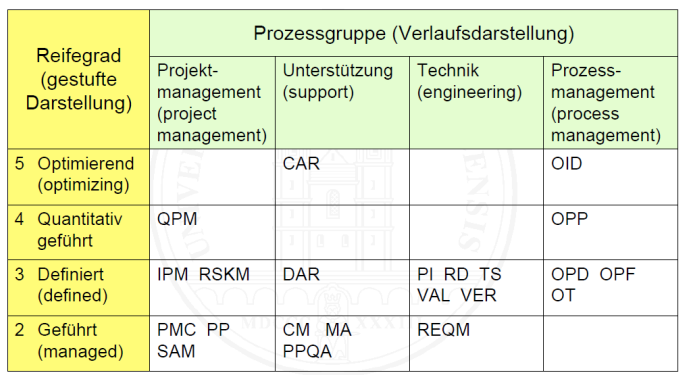 Reifegrad
(gestufte
Darstellung)
Prozessgruppe (Verlaufsdarstellung)
Projekt-
management
(project
management)
Unterstützung
(support)
Technik
(engineering)
Prozess-
management
(process
management)
5 Optimierend
(optimizing)
CAR
OID
4 Quantitativ
geführt
QPM
OPP
3 Definiert
(defined)
IPM RSKM
DAR
PI RD TS
VAL VER
OPD OPF
OT
2 Geführt
(managed)
PMC PP
SAM
CM MA
PPQA
REQM